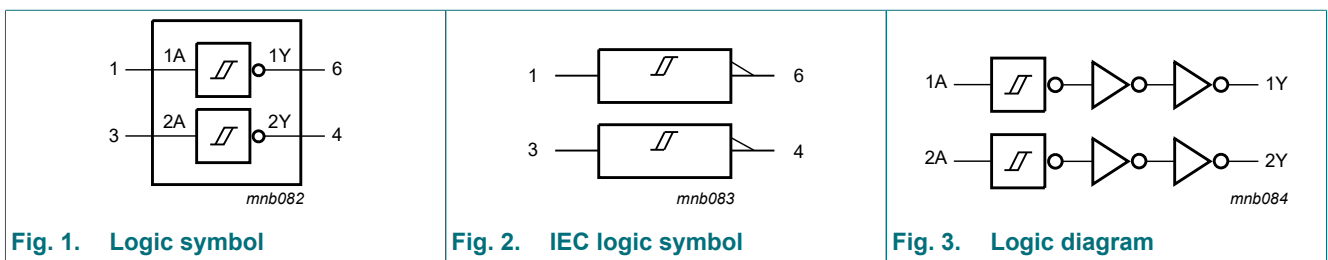 1 1A 1Y 6
3 2A 2Y 4
mnb082
Fig. 1. Logic symbol
1 6
3 4
mnb083
Fig. 2. IEC logic symbol
1A 1Y
2A 2Y
mnb084
Fig. 3. Logic diagram